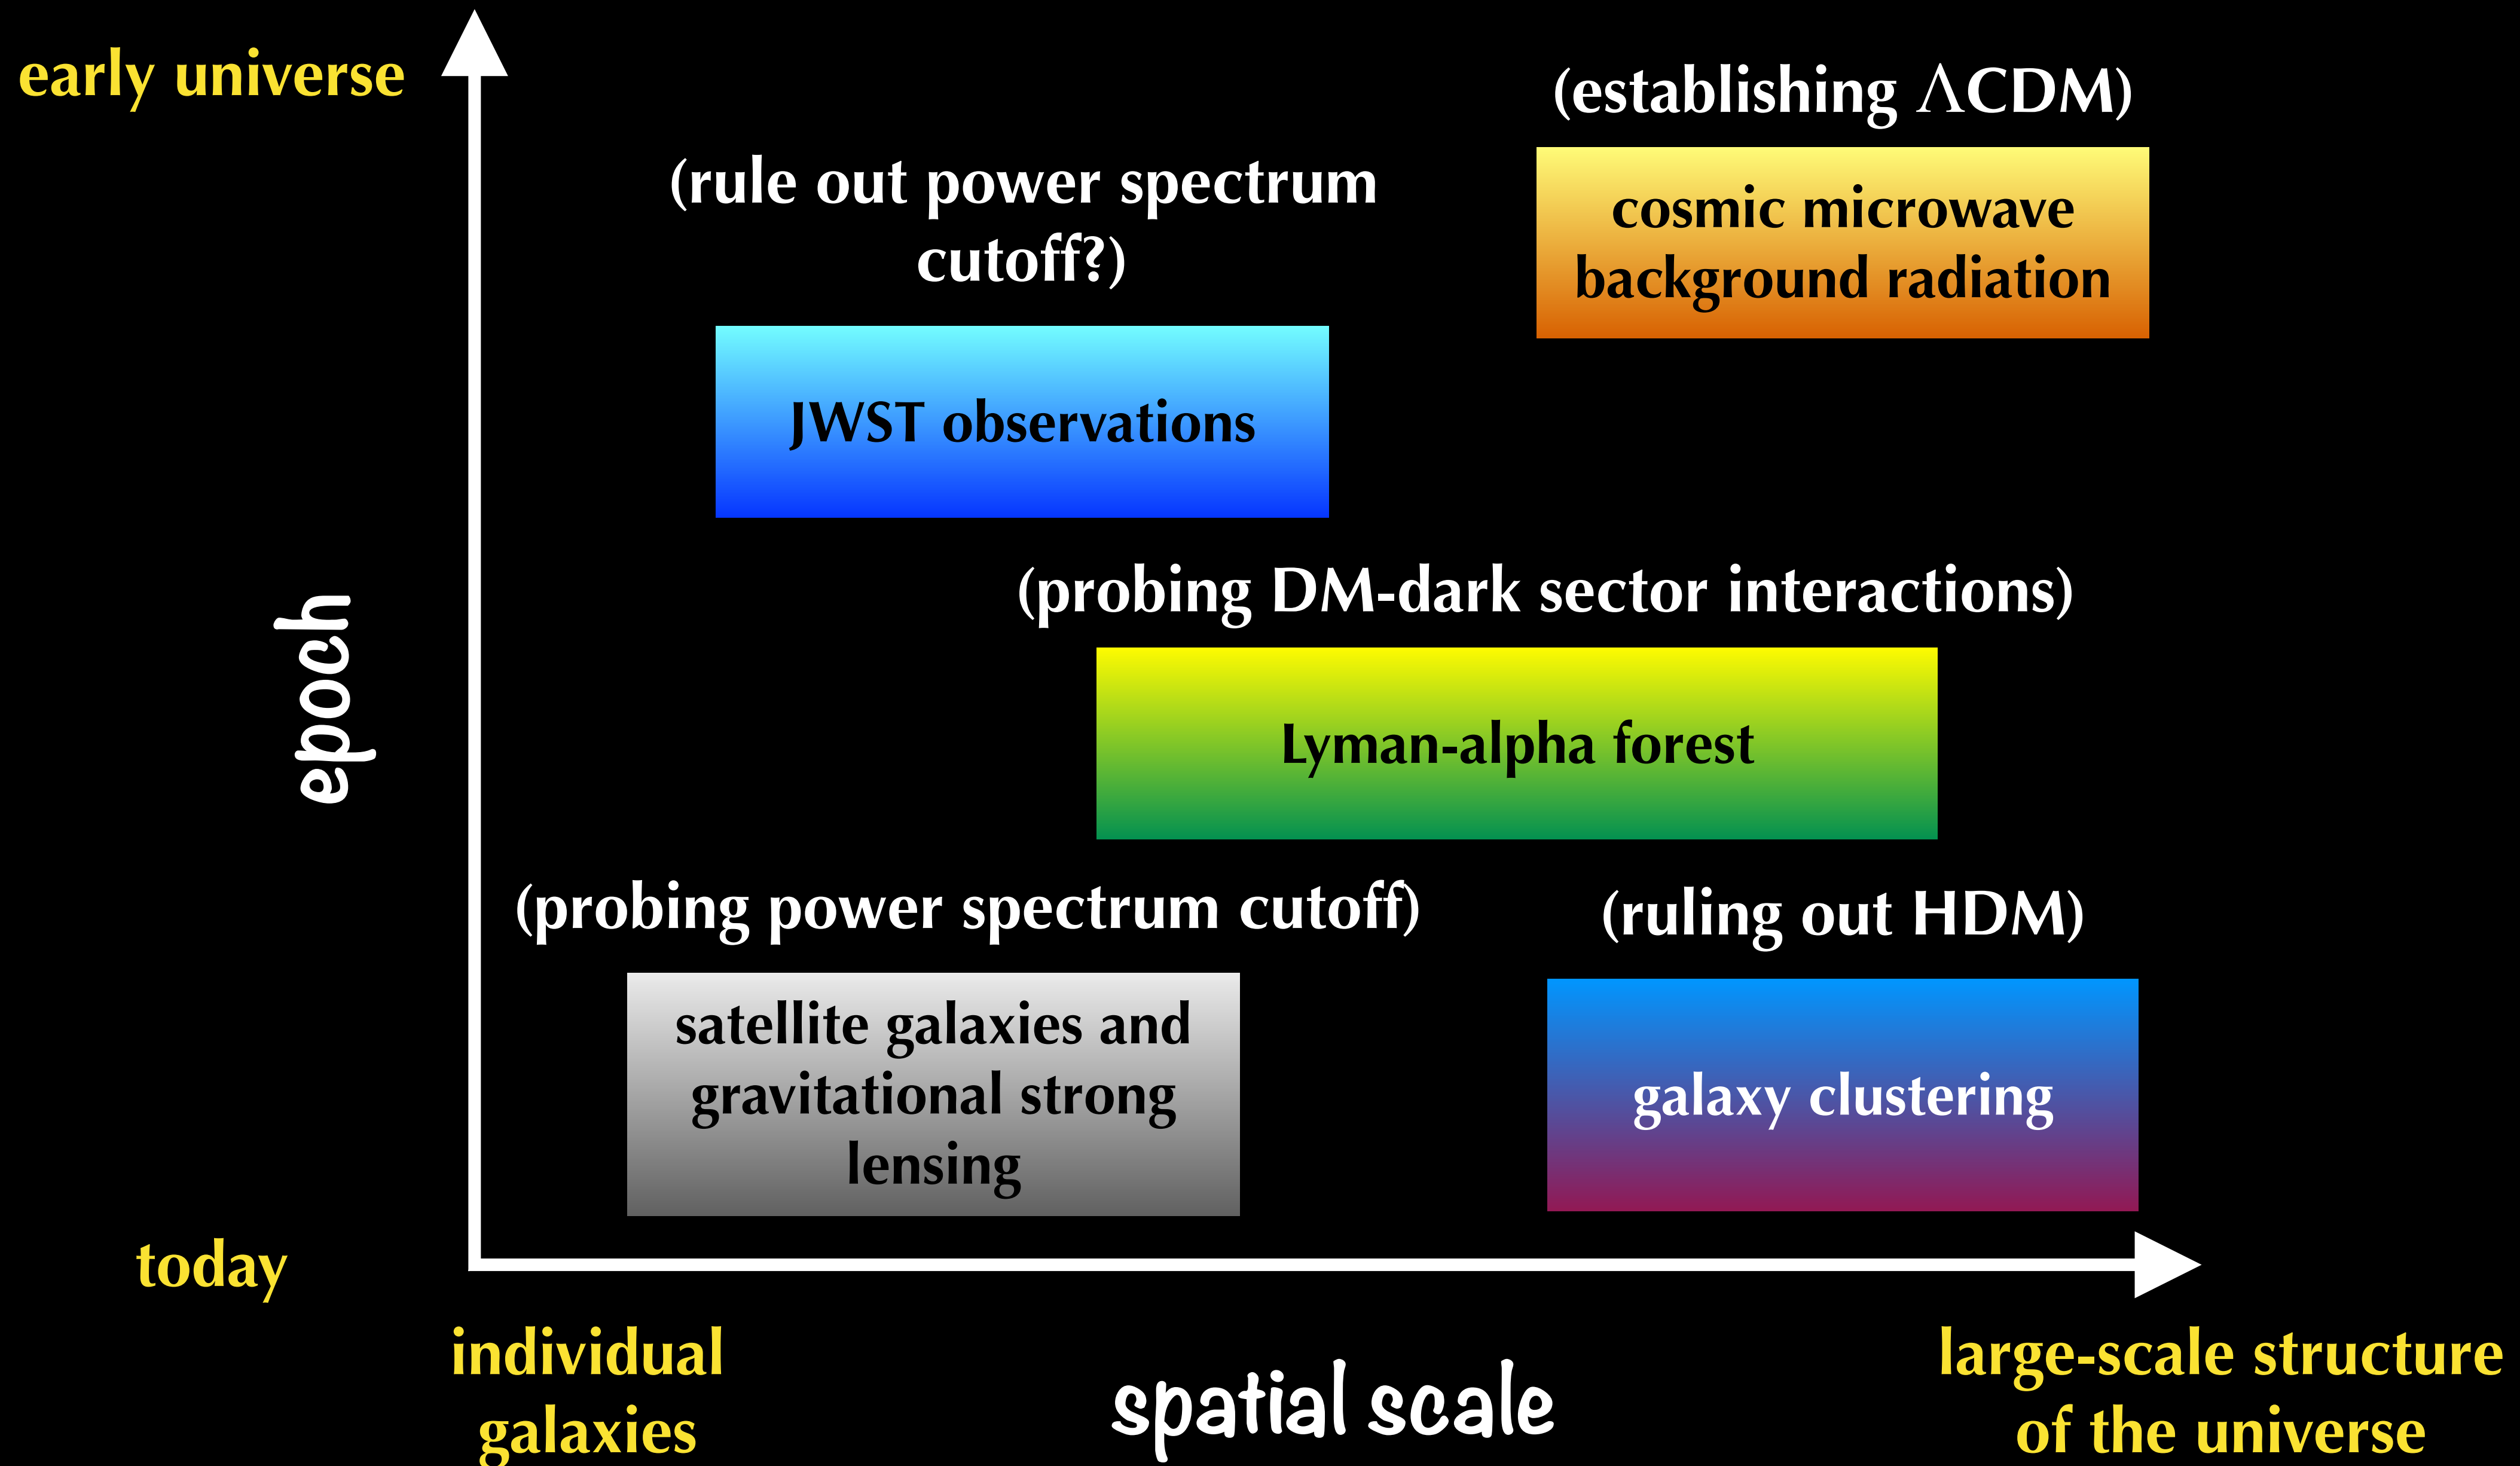 early universe
(establishing ΛCDM)
cosmic microwave
background radiation
(rule out power spectrum
cutoff?)
JWST observations
epoch
(probing DM-dark sector interactions)
Lyman-alpha forest
(probing power spectrum cutoff)
satellite galaxies and
gravitational strong
lensing
(ruling out HDM)
galaxy clustering
today
individual
galaxies
spatial scale
large-scale structure
of the universe